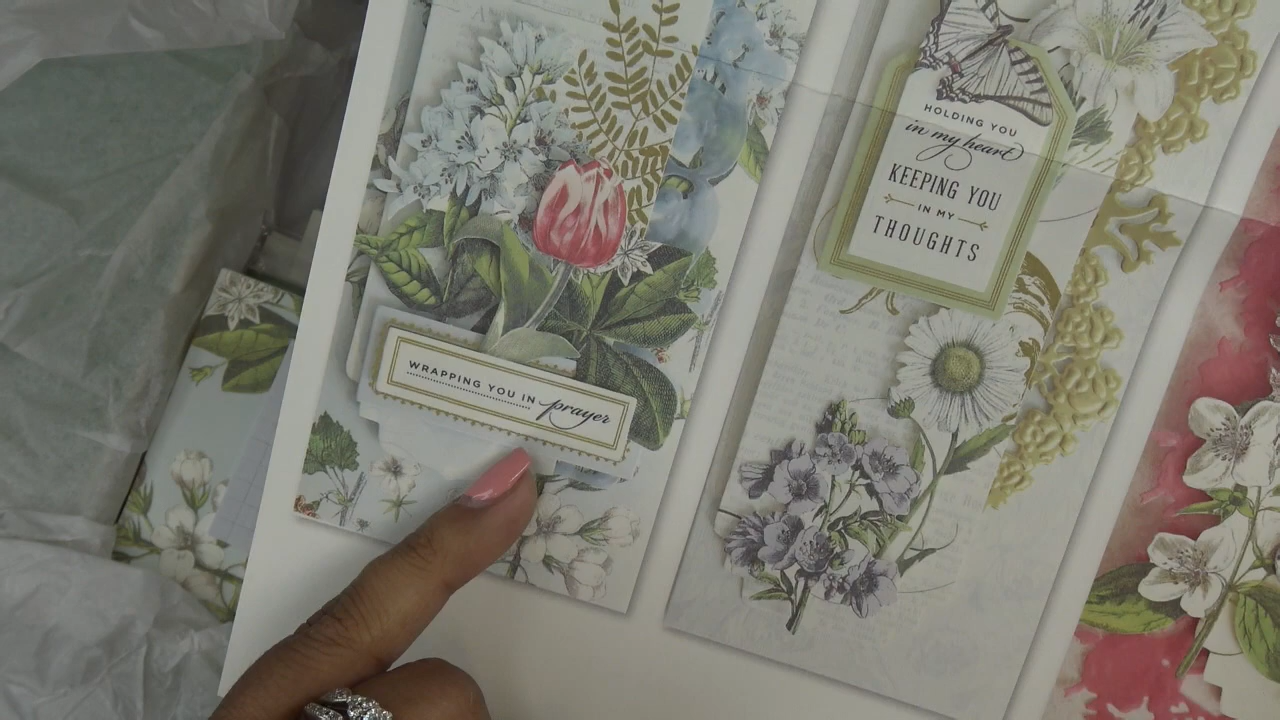 WRAPPING YOU IN prayer
HOLDING YOU
in my heart
KEEPING YOU
IN MY
THOUGHTS